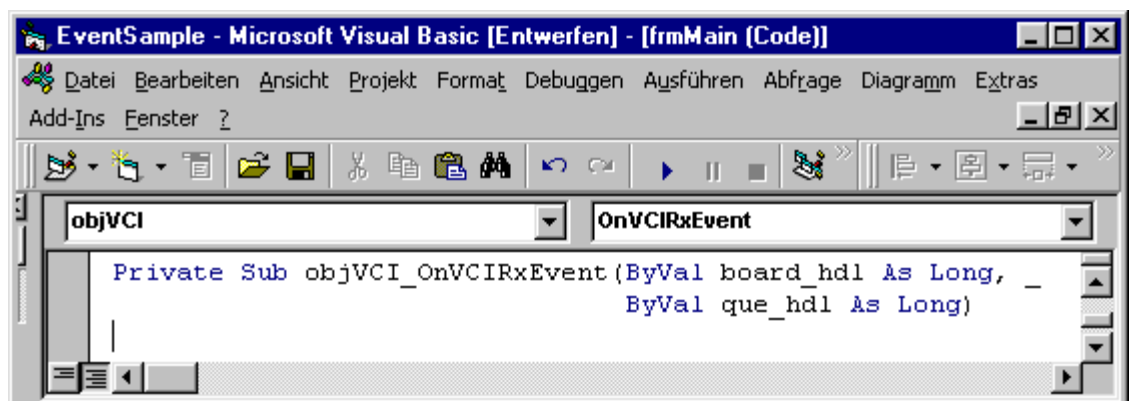 EventSample - Microsoft Visual Basic [Entwerfen] - [frmMain (Code)]
Datei Bearbeiten Ansicht Projekt Format Debuggen Ausführen Abfrage Diagramm Extras
Add-Ins Fenster ?
objVCI OnVCIRxEvent
Private Sub objVCI_OnVCIRxEvent(ByVal board_hdl As Long, _
ByVal que_hdl As Long)